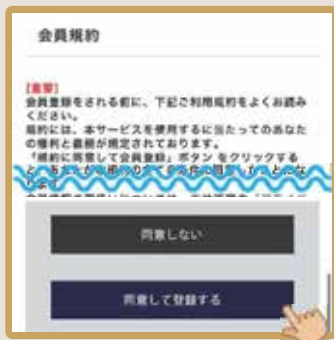 会員規約
[重要]
会員登録をされる前に、下記ご利用規約をよくお読み
ください。
規約には、本サービスを使用するに当たってのあなた
の権利と義務が規定されております。
「規約に同意して会員登録」ボタン をクリックする
同意しない
同意して登録する